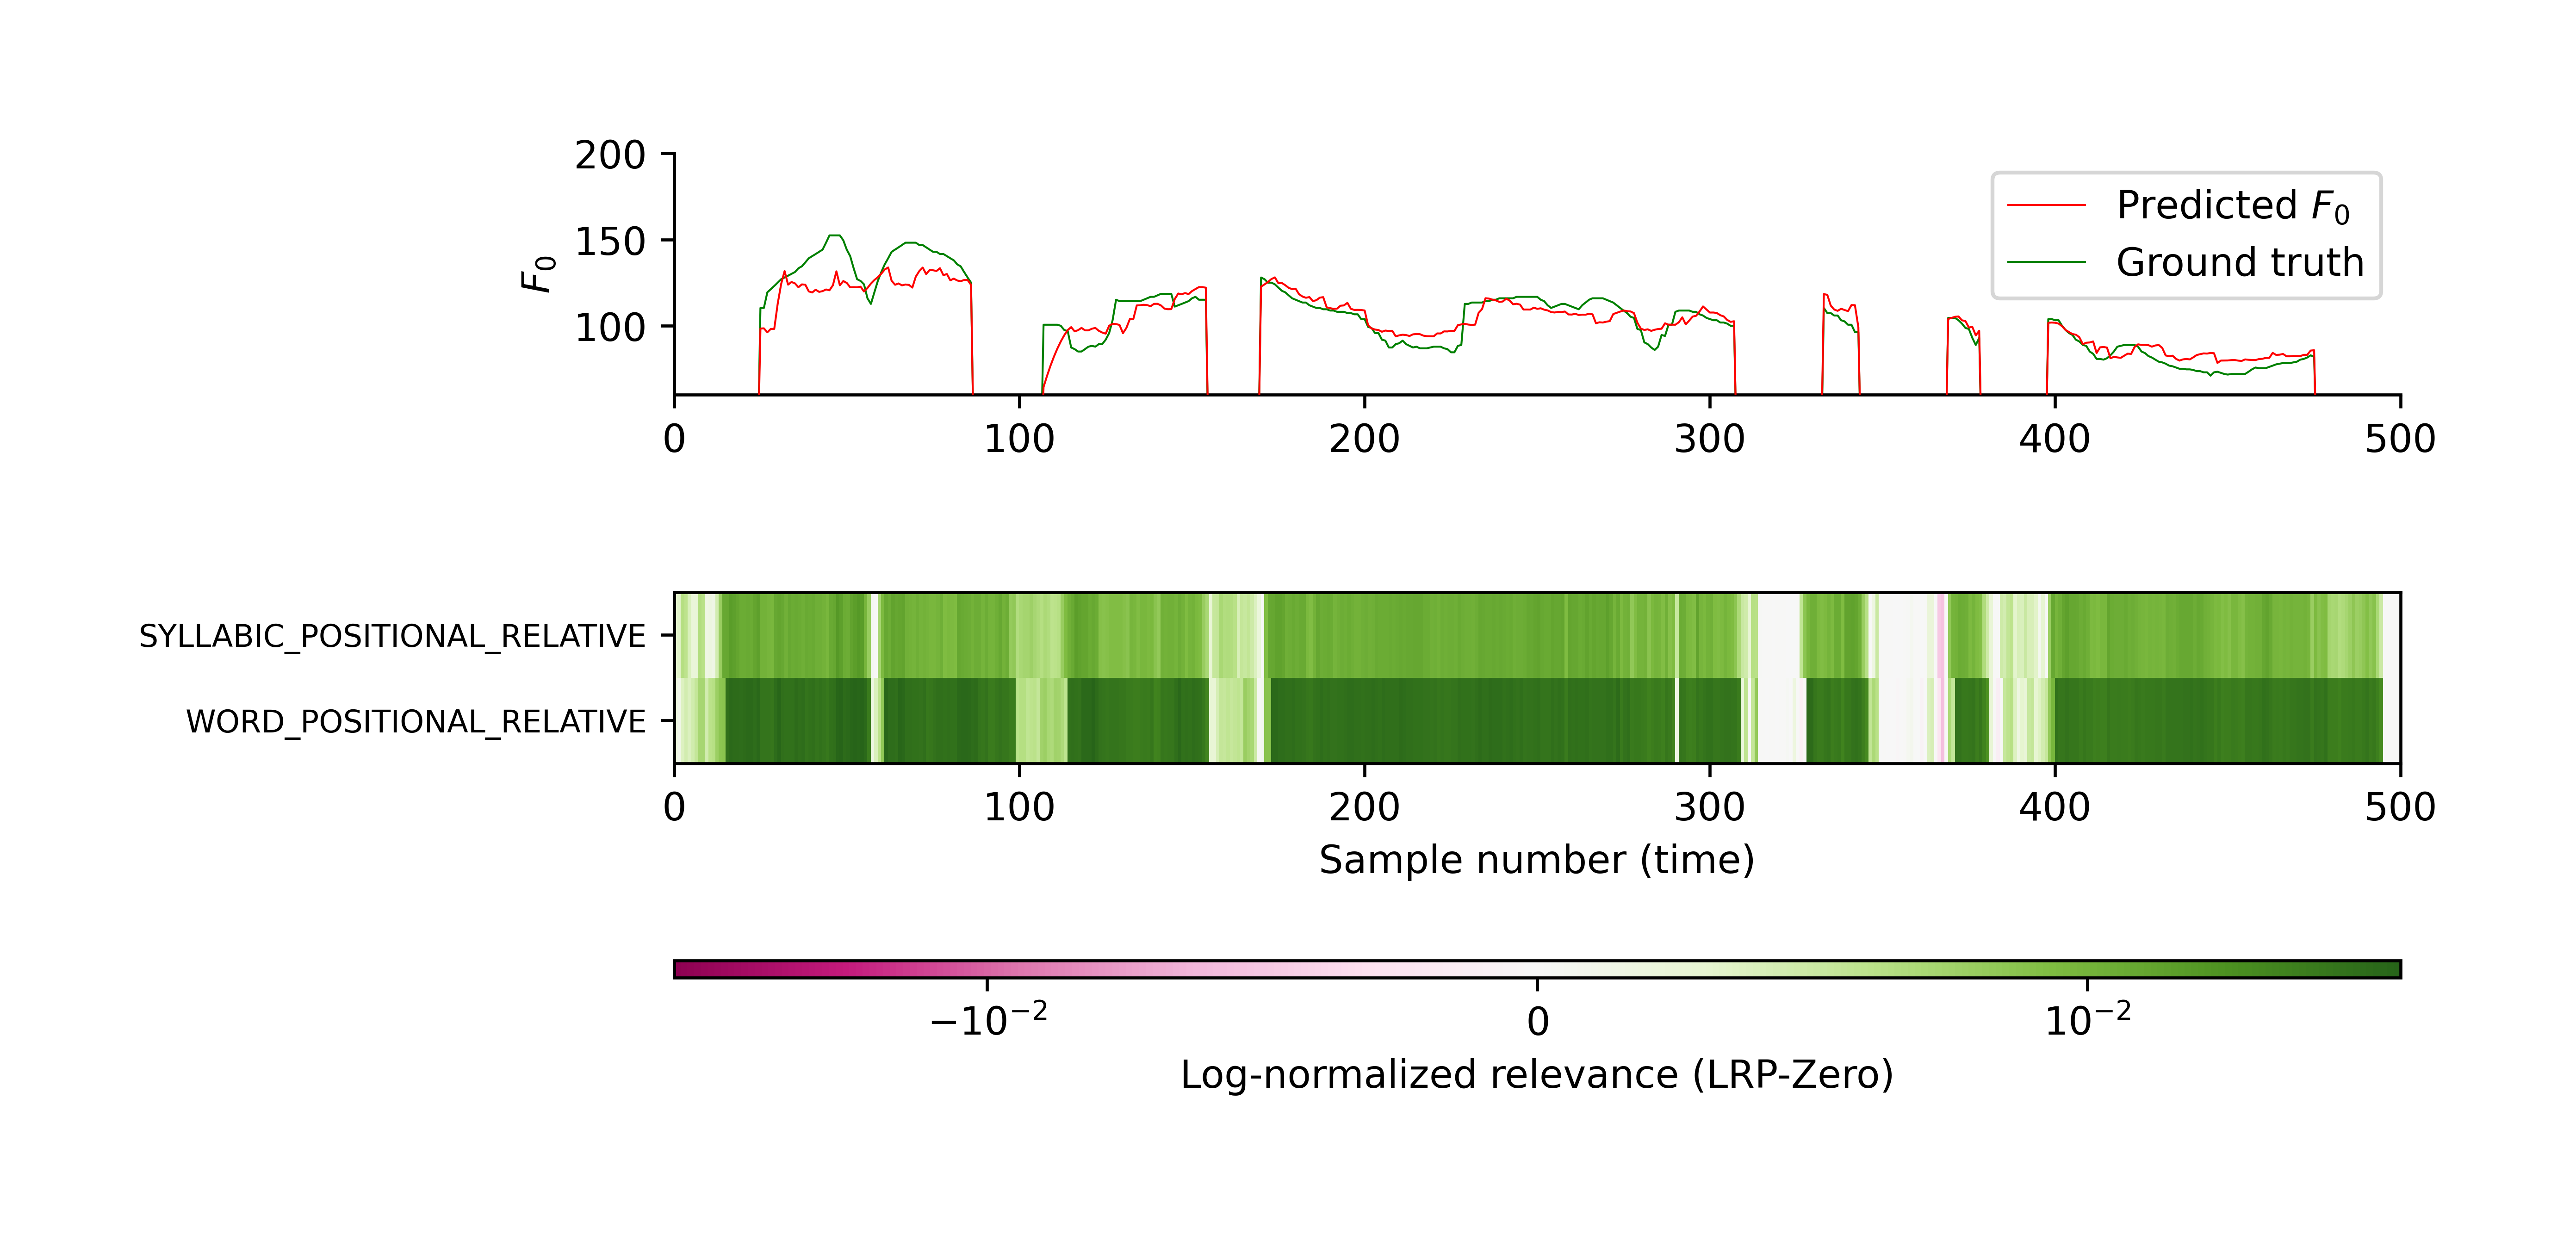 200
150
100
F₀
Predicted F₀
Ground truth
0 100 200 300 400 500
SYLLABIC_POSITIONAL_RELATIVE
WORD_POSITIONAL_RELATIVE
0 100 200 300 400 500
Sample number (time)
−10⁻² 0 10⁻²
Log-normalized relevance (LRP-Zero)